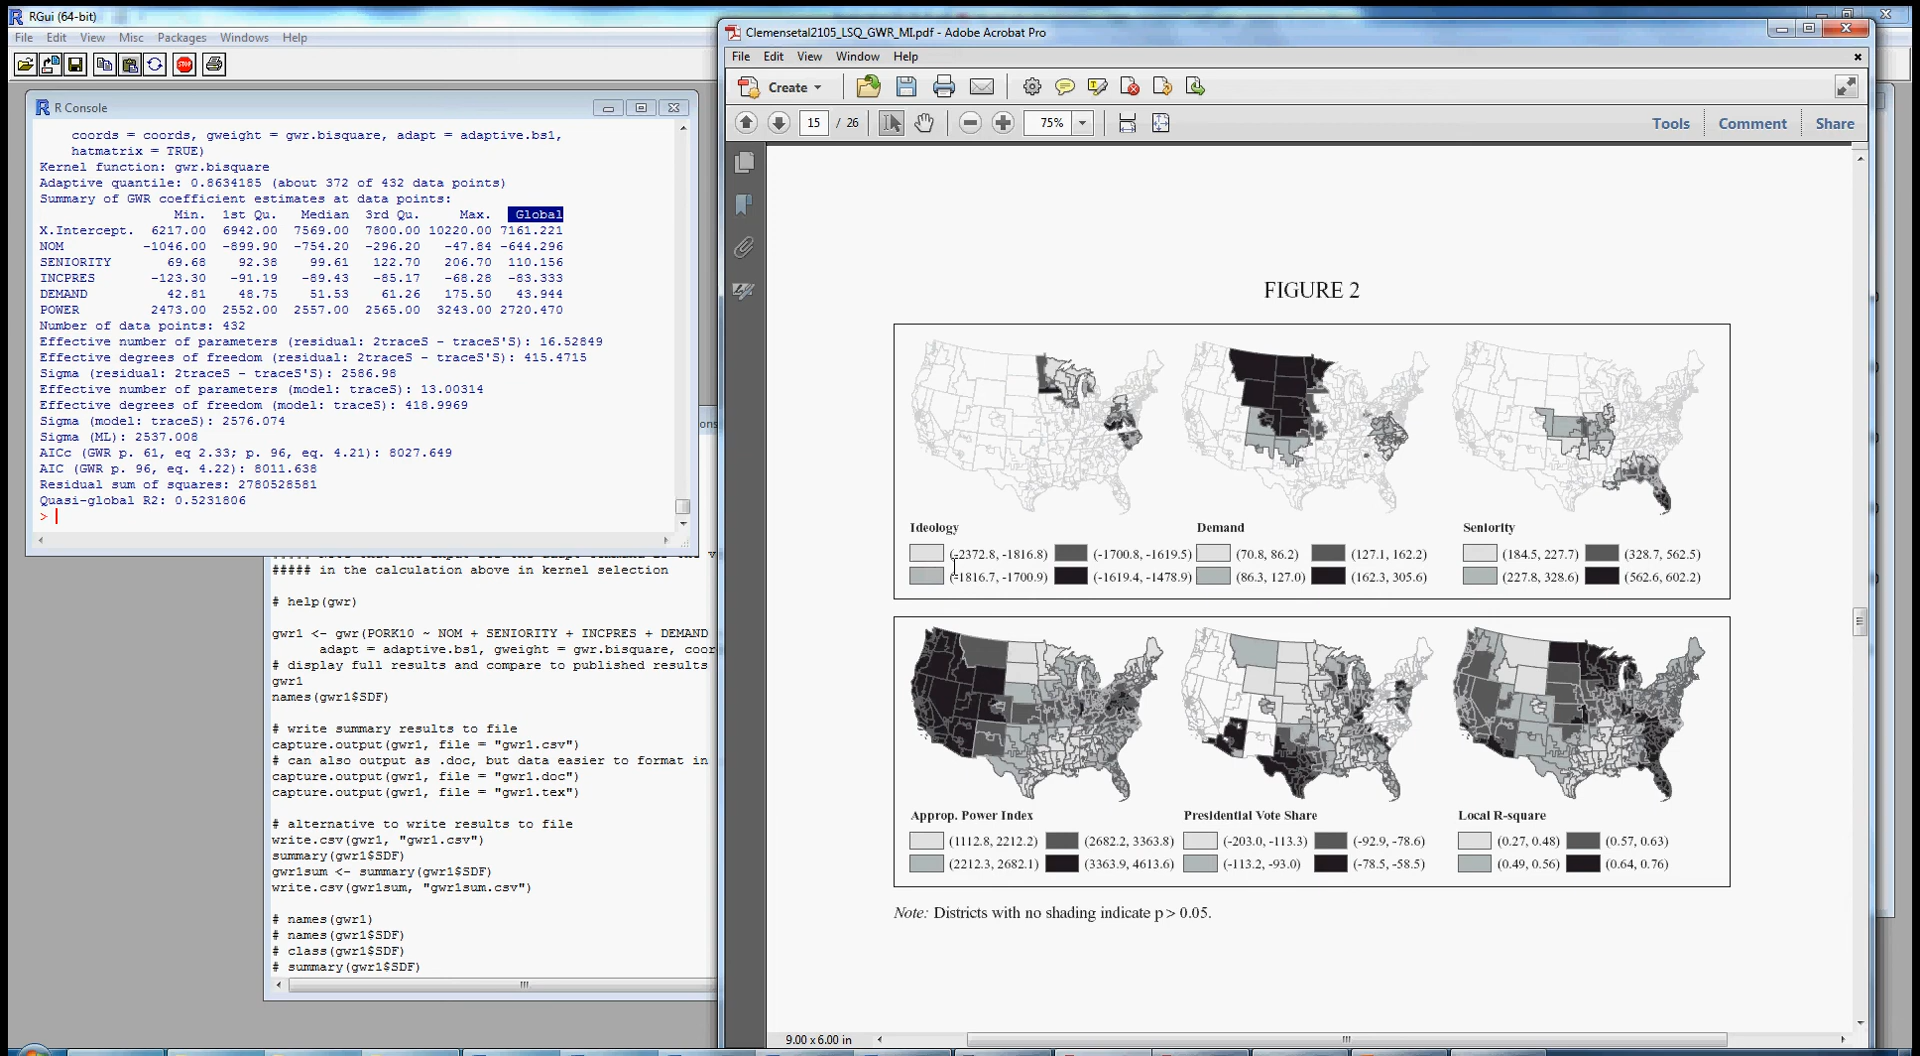 RGui (64-bit)
File Edit View Misc Packages Windows Help
R Console
coords = coords, gweight = gwr.bisquare, adapt = adaptive.bs1,
hatmatrix = TRUE)
Kernel function: gwr.bisquare
Adaptive quantile: 0.8634185 (about 372 of 432 data points)
Summary of GWR coefficient estimates at data points:
Min. 1st Qu. Median 3rd Qu. Max. Global
X.Intercept. 6217.00 6942.00 7569.00 7800.00 10220.00 7161.221
NOM -1046.00 -899.90 -754.20 -296.20 -47.84 -644.296
SENIORITY 69.68 92.38 99.61 122.70 206.70 110.156
INCPRES -123.30 -91.19 -89.43 -85.17 -68.28 -83.333
DEMAND 42.81 48.75 51.53 61.26 175.50 43.944
POWER 2473.00 2552.00 2557.00 2565.00 3243.00 2720.470
Number of data points: 432
Effective number of parameters (residual: 2traceS - traceS'S): 16.52849
Effective degrees of freedom (residual: 2traceS - traceS'S): 415.4715
Sigma (residual: 2traceS - traceS'S): 2586.98
Effective number of parameters (model: traceS): 13.00314
Effective degrees of freedom (model: traceS): 418.9969
Sigma (model: traceS): 2576.074
Sigma (ML): 2537.008
AICc (GWR p. 61, eq 2.33; p. 96, eq. 4.21): 8027.649
AIC (GWR p. 96, eq. 4.22): 8011.638
Residual sum of squares: 2780528581
Quasi-global R2: 0.5231806
>
##### in the calculation above in kernel selection
# help(gwr)
gwr1 <- gwr(PORK10 ~ NOM + SENIORITY + INCPRES + DEMAND
adapt = adaptive.bs1, gweight = gwr.bisquare, coor
# display full results and compare to published results
gwr1
names(gwr1$SDF)
# write summary results to file
capture.output(gwr1, file = "gwr1.csv")
# can also output as .doc, but data easier to format in
capture.output(gwr1, file = "gwr1.doc")
capture.output(gwr1, file = "gwr1.tex")
# alternative to write results to file
write.csv(gwr1, "gwr1.csv")
summary(gwr1$SDF)
gwr1sum <- summary(gwr1$SDF)
write.csv(gwr1sum, "gwr1sum.csv")
# names(gwr1)
# names(gwr1$SDF)
# class(gwr1$SDF)
# summary(gwr1$SDF)
Clemensetal2105_LSQ_GWR_MI.pdf - Adobe Acrobat Pro
File Edit View Window Help
Create
15 / 26 75% Tools Comment Share
FIGURE 2
Ideology Demand Seniority
(-2372.8, -1816.8) (-1700.8, -1619.5) (70.8, 86.2) (127.1, 162.2) (184.5, 227.7) (328.7, 562.5)
(-1816.7, -1700.9) (-1619.4, -1478.9) (86.3, 127.0) (162.3, 305.6) (227.8, 328.6) (562.6, 602.2)
Approp. Power Index Presidential Vote Share Local R-square
(1112.8, 2212.2) (2682.2, 3363.8) (-203.0, -113.3) (-92.9, -78.6) (0.27, 0.48) (0.57, 0.63)
(2212.3, 2682.1) (3363.9, 4613.6) (-113.2, -93.0) (-78.5, -58.5) (0.49, 0.56) (0.64, 0.76)
Note: Districts with no shading indicate p > 0.05.
9.00 x 6.00 in